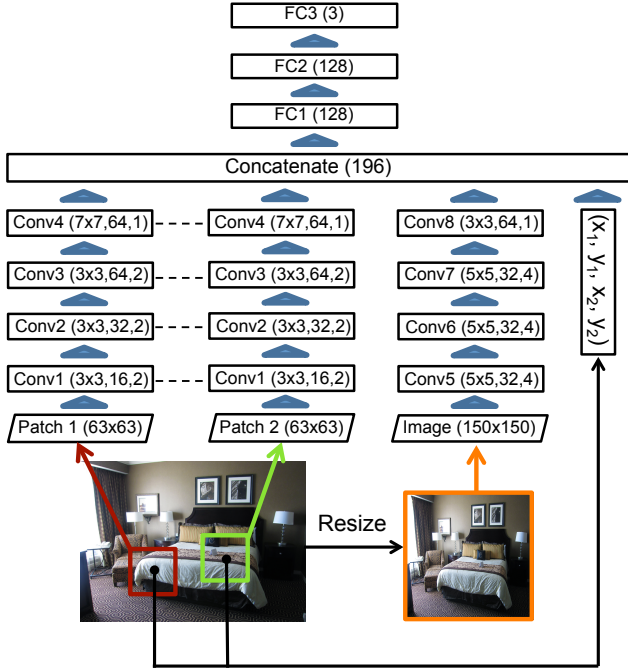 FC3 (3)
FC2 (128)
FC1 (128)
Concatenate (196)
Conv4 (7x7,64,1) Conv4 (7x7,64,1) Conv8 (3x3,64,1)
Conv3 (3x3,64,2) Conv3 (3x3,64,2) Conv7 (5x5,32,4)
Conv2 (3x3,32,2) Conv2 (3x3,32,2) Conv6 (5x5,32,4)
Conv1 (3x3,16,2) Conv1 (3x3,16,2) Conv5 (5x5,32,4)
(x₁, y₁, x₂, y₂)
Patch 1 (63x63) Patch 2 (63x63) Image (150x150)
Resize